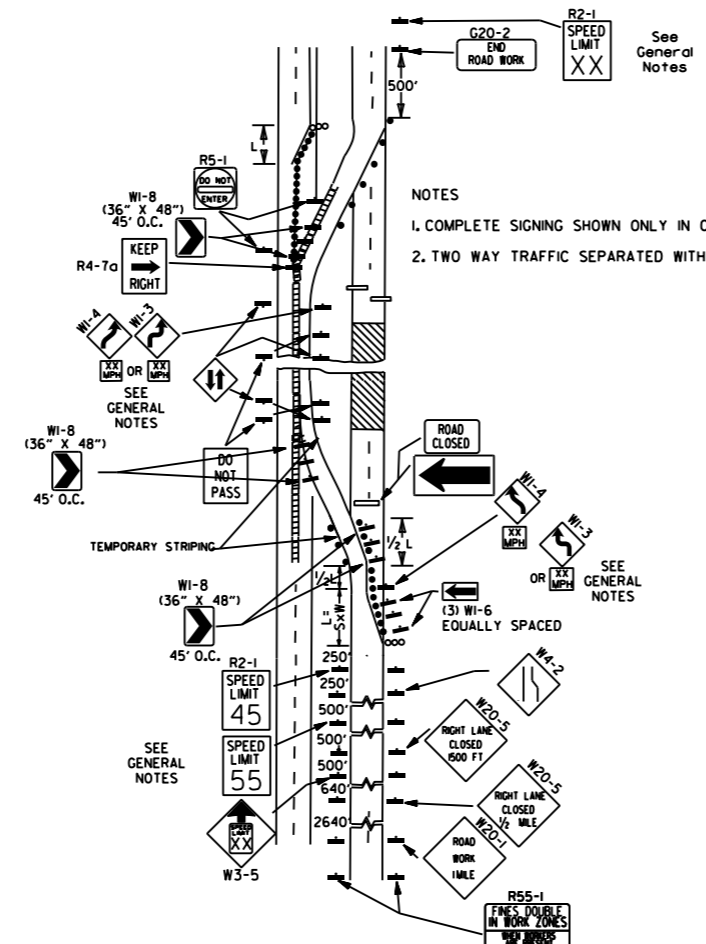 R2-1
SPEED
LIMIT
XX
See
General
Notes
G20-2
END
ROAD WORK
500'
L
R5-1
DO NOT
ENTER
W1-8
(36" X 48")
45' O.C.
KEEP
RIGHT
R4-7a
NOTES
1. COMPLETE SIGNING SHOWN ONLY IN
2. TWO WAY TRAFFIC SEPARATED WITH
W1-4
W1-3
XX
MPH
OR
XX
MPH
SEE
GENERAL
NOTES
W1-8
(36" X 48")
45' O.C.
DO
NOT
PASS
ROAD
CLOSED
TEMPORARY STRIPING
1/2 L
W1-4
XX
MPH
W1-3
OR
XX
MPH
SEE
GENERAL
NOTES
W1-8
(36" X 48")
45' O.C.
1/2L
L=
SxW
(3) W1-6
EQUALLY SPACED
R2-1
SPEED
LIMIT
45
250'
250'
500'
500'
500'
640'
2640'
W4-2
SEE
GENERAL
NOTES
SPEED
LIMIT
55
W20-5
RIGHT LANE
CLOSED
1500 FT
W20-5
RIGHT LANE
CLOSED
1/2 MILE
SPEED
LIMIT
XX
W3-5
W20-1
ROAD
WORK
1 MILE
R55-1
FINES DOUBLE
IN WORK ZONES
WHEN WORKERS
ARE PRESENT